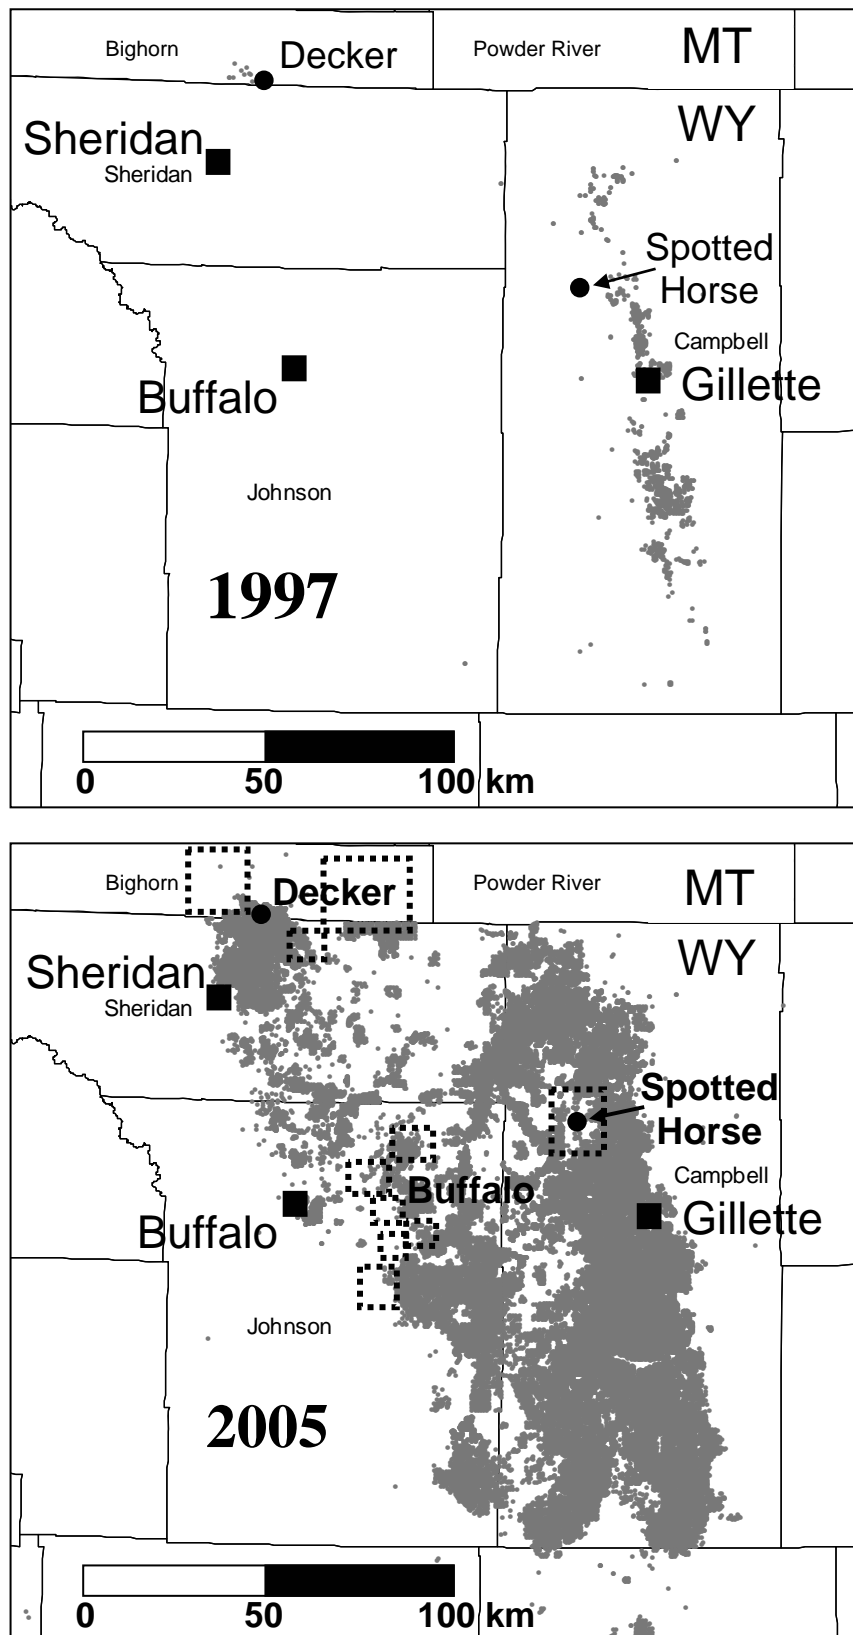 Bighorn
Decker
Powder River
MT
WY
Sheridan
Sheridan
Spotted
Horse
Campbell
Gillette
Buffalo
Johnson
1997
0 50 100 km
Bighorn
Decker
Powder River
MT
WY
Sheridan
Sheridan
Spotted
Horse
Campbell
Buffalo
Gillette
Buffalo
Johnson
2005
0 50 100 km